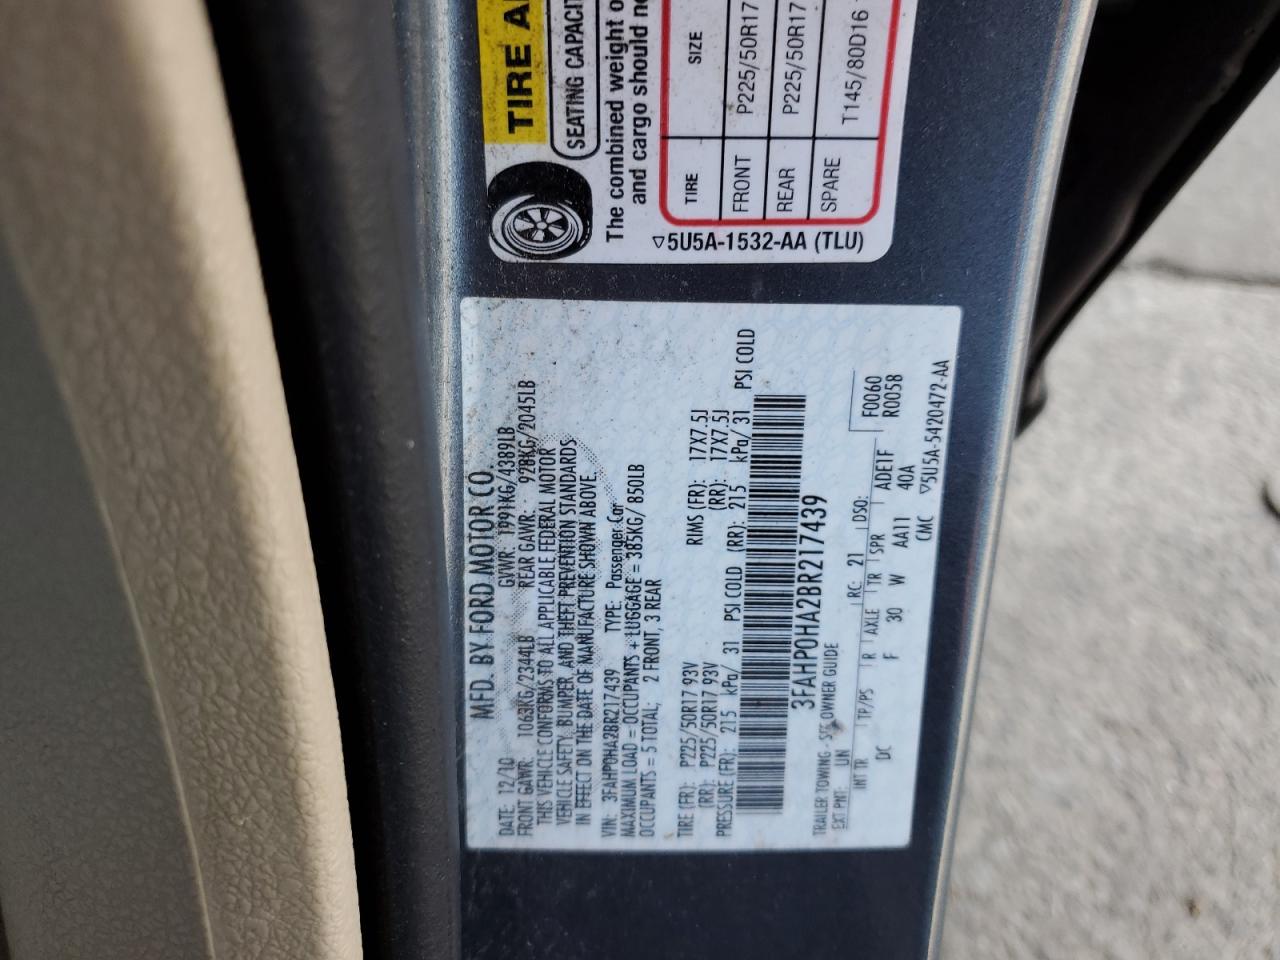 MFD. BY FORD MOTOR CO.
DATE: 12/10 GVWR: 1991KG/4389LB
FRONT GAWR: 1063KG/2344LB REAR GAWR: 928KG/2045LB
THIS VEHICLE CONFORMS TO ALL APPLICABLE FEDERAL MOTOR
VEHICLE SAFETY, BUMPER, AND THEFT PREVENTION STANDARDS
IN EFFECT ON THE DATE OF MANUFACTURE SHOWN ABOVE.
VIN: 3FAHP0HA2BR217439 TYPE: Passenger Car
MAXIMUM LOAD = OCCUPANTS + LUGGAGE = 385KG/ 850LB
OCCUPANTS = 5 TOTAL; 2 FRONT, 3 REAR
TIRE (FR): P225/50R17 93V RIMS (FR): 17X7.5J
(RR): P225/50R17 93V (RR): 17X7.5J
PRESSURE (FR): 215 kPa/ 31 PSI COLD (RR): 215 kPa/ 31 PSI COLD
3FAHP0HA2BR217439
TRAILER TOWING - SEE OWNER GUIDE
EXT PNT: UN RC: 21 DSO: F0060
R0058
INT TR TP/PS R AXLE TR SPR ADE1F
DC F 30 W AA11 40A
CMC ▽5U5A-5420472-AA
TIRE A
SEATING CAPACI
The combined weight o
and cargo should ne
TIRE SIZE
FRONT P225/50R17
REAR P225/50R17
SPARE T145/80D16
▽5U5A-1532-AA (TLU)